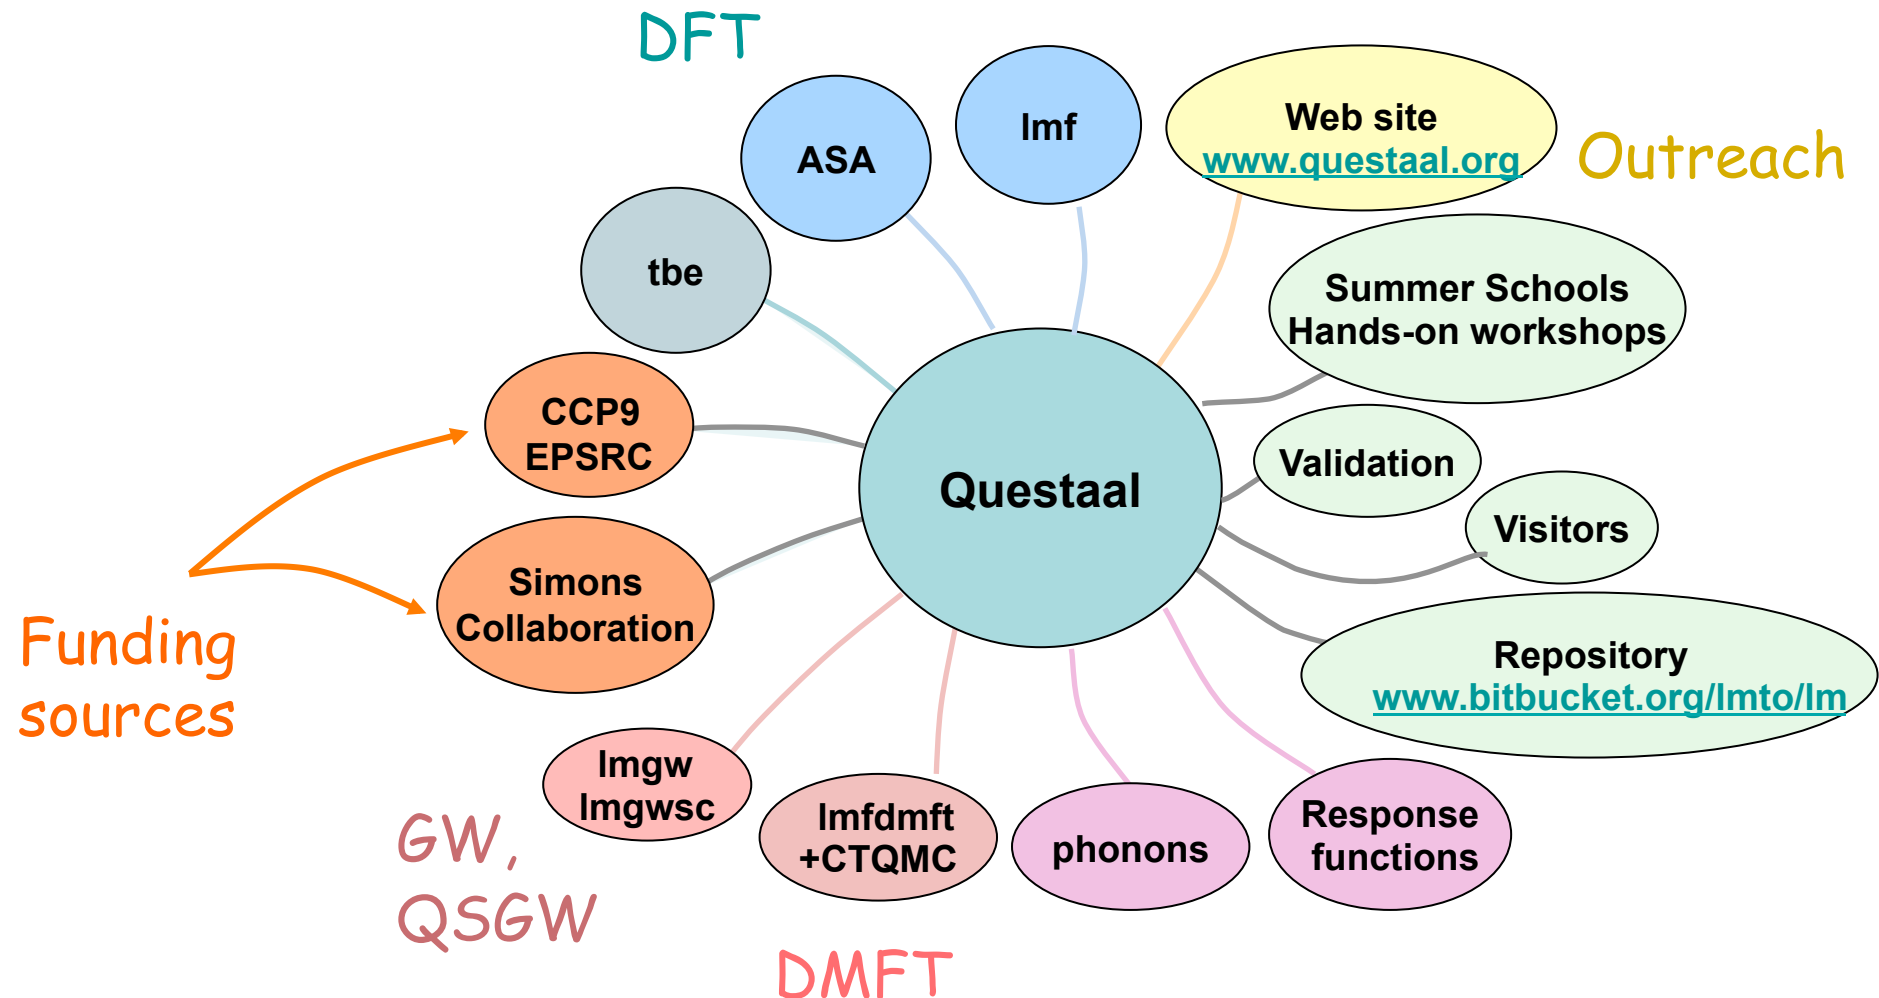 DFT
lmf
ASA
Web site
www.questaal.org
Outreach
tbe
Summer Schools
Hands-on workshops
CCP9
EPSRC
Questaal
Validation
Visitors
Simons
Collaboration
Funding
sources
Repository
www.bitbucket.org/lmto/lm
lmgw
lmgwsc
GW,
QSGW
lmfdmft
+CTQMC
phonons
Response
functions
DMFT